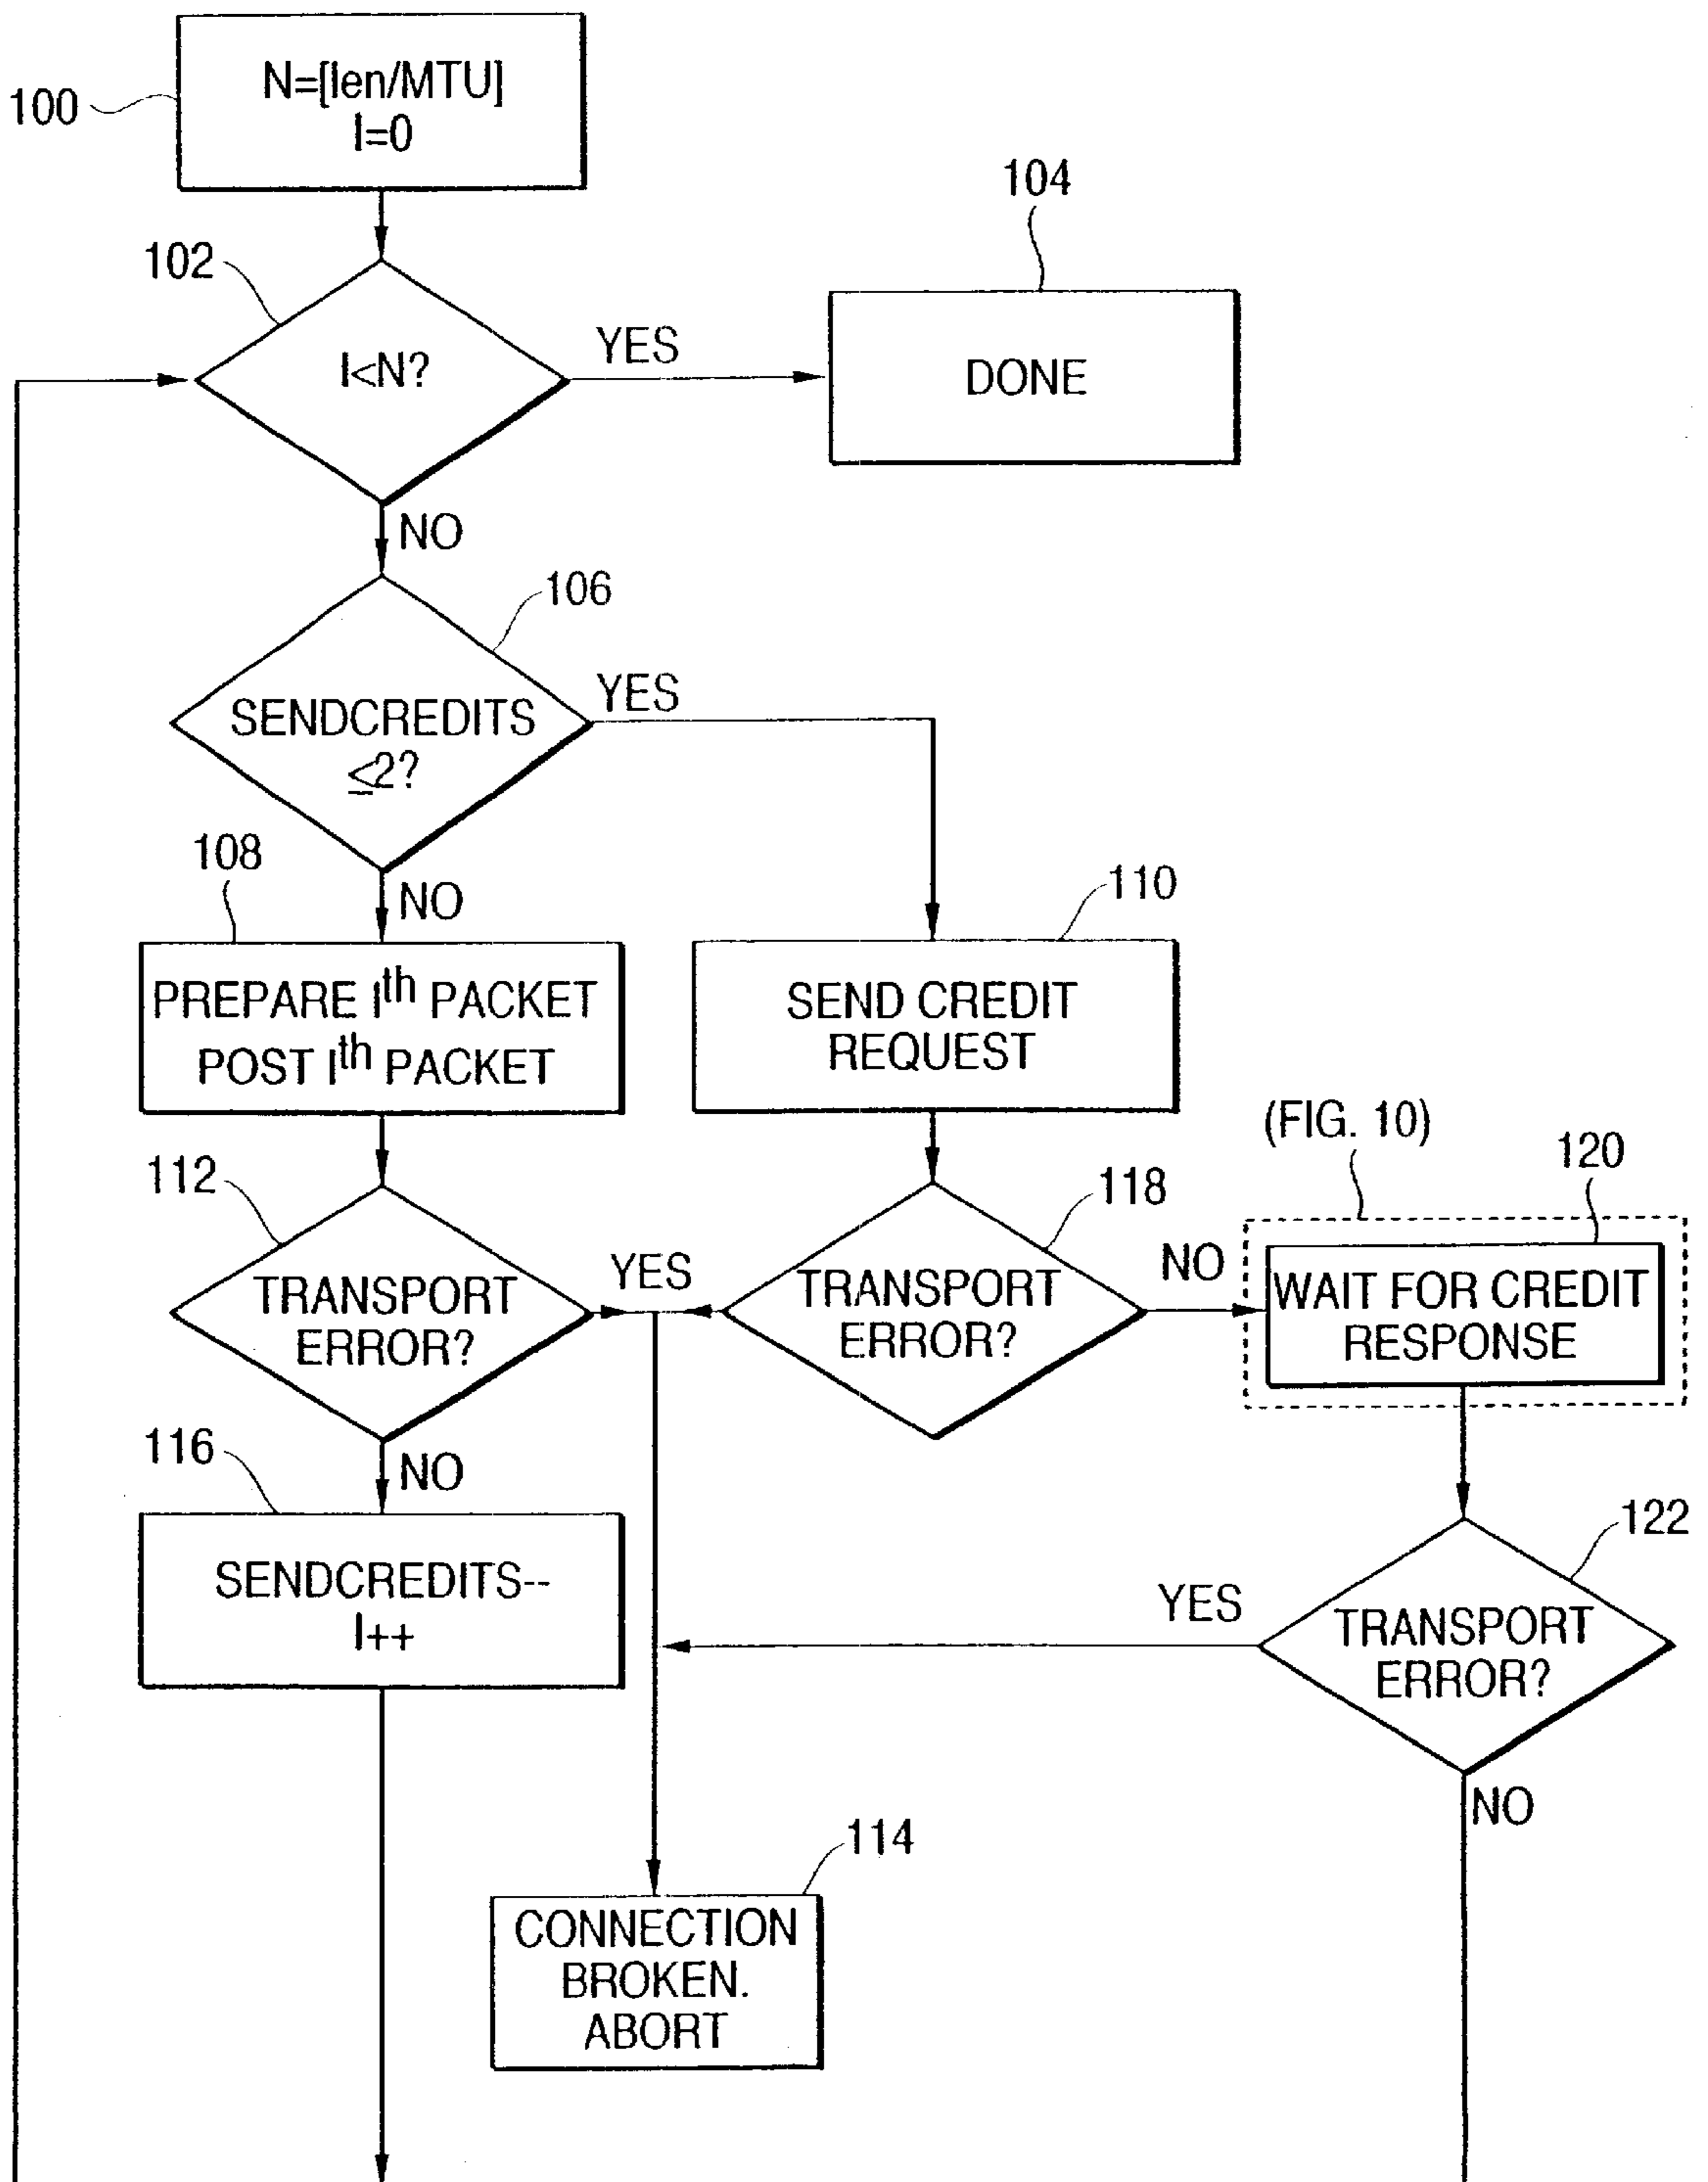 100
N=[len/MTU]
I=0
104
102
I<N?
YES
DONE
NO
106
SENDCREDITS
≤2?
YES
108
NO
110
PREPARE Ith PACKET
POST Ith PACKET
SEND CREDIT
REQUEST
(FIG. 10)
112
118
120
TRANSPORT
ERROR?
YES
TRANSPORT
ERROR?
NO
WAIT FOR CREDIT
RESPONSE
116
NO
122
SENDCREDITS--
I++
YES
TRANSPORT
ERROR?
NO
114
CONNECTION
BROKEN.
ABORT